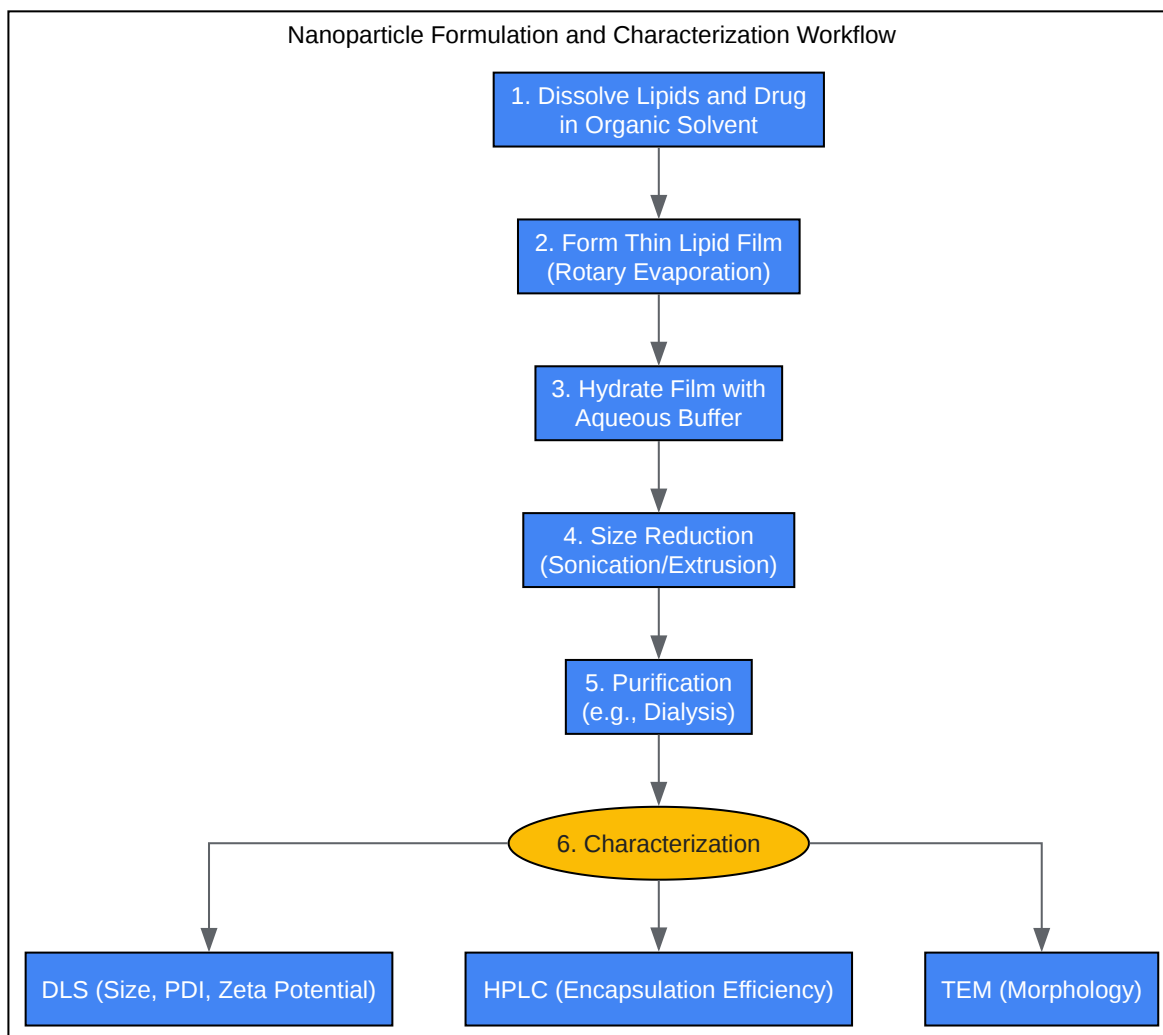 Nanoparticle Formulation and Characterization Workflow
1. Dissolve Lipids and Drug
in Organic Solvent
2. Form Thin Lipid Film
(Rotary Evaporation)
3. Hydrate Film with
Aqueous Buffer
4. Size Reduction
(Sonication/Extrusion)
5. Purification
(e.g., Dialysis)
6. Characterization
DLS (Size, PDI, Zeta Potential)
HPLC (Encapsulation Efficiency)
TEM (Morphology)